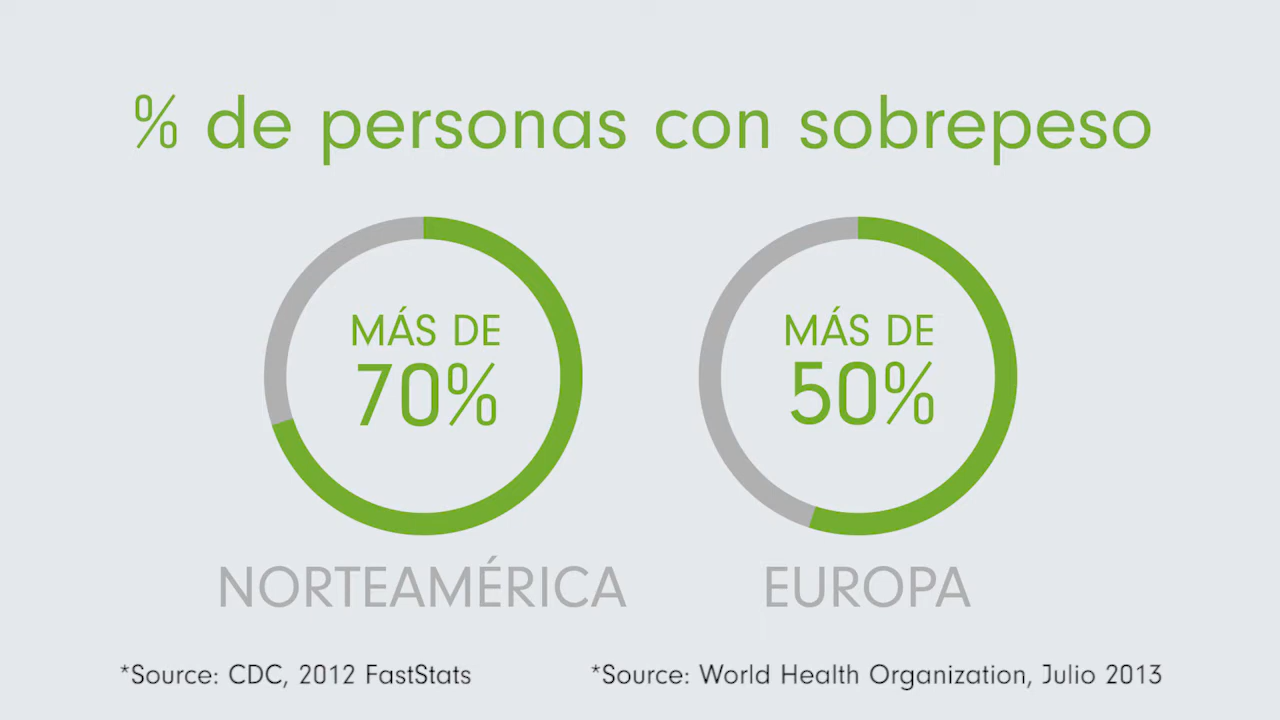 % de personas con sobrepeso
MÁS DE
70%
NORTEAMÉRICA
MÁS DE
50%
EUROPA
*Source: CDC, 2012 FastStats
*Source: World Health Organization, Julio 2013